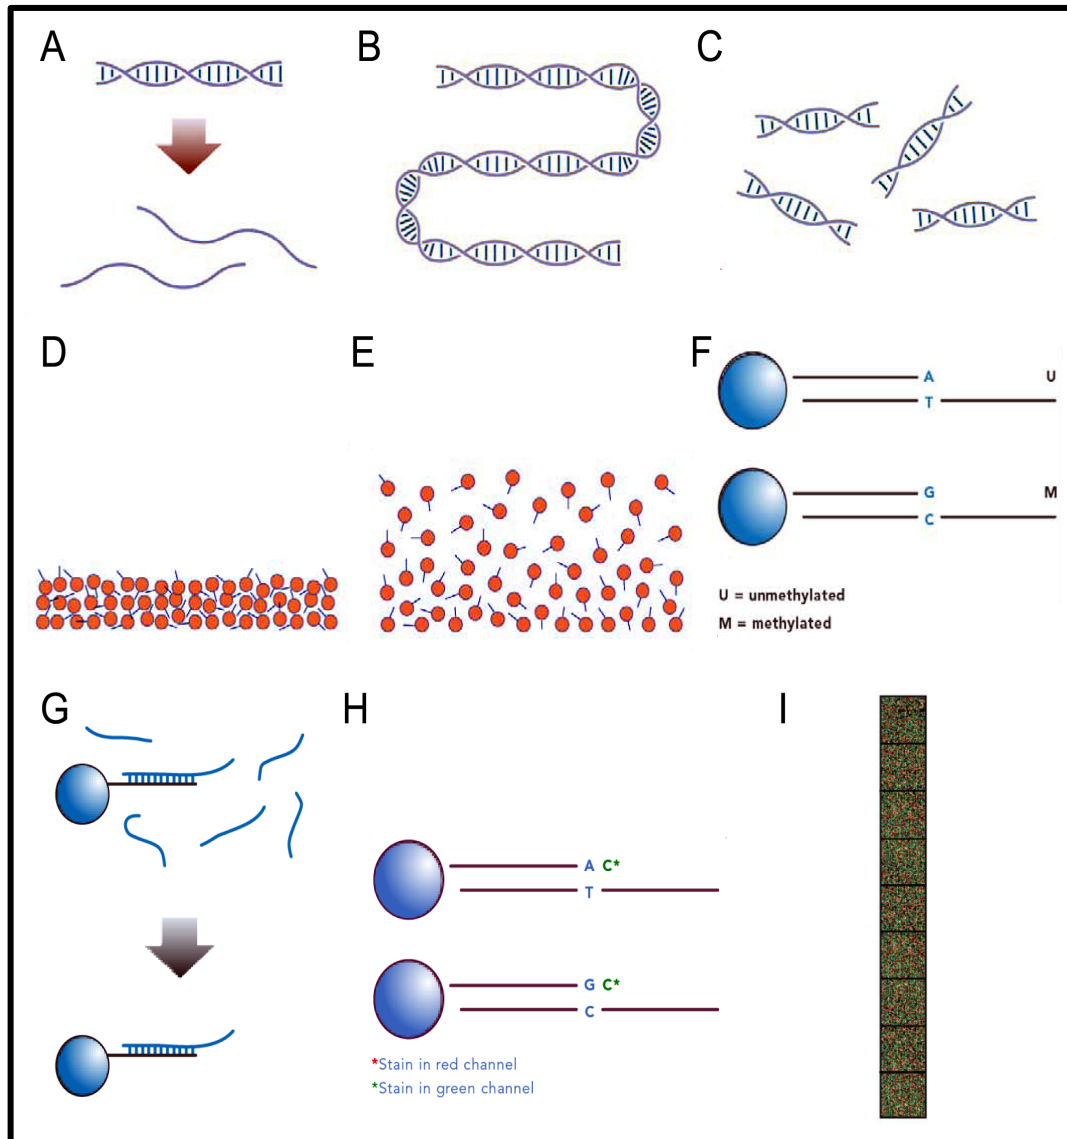 A
B
C
D
E
F
A
U
T
G
M
C
U = unmethylated
M = methylated
G
H
I
A C*
T
G C*
C
*Stain in red channel
*Stain in green channel